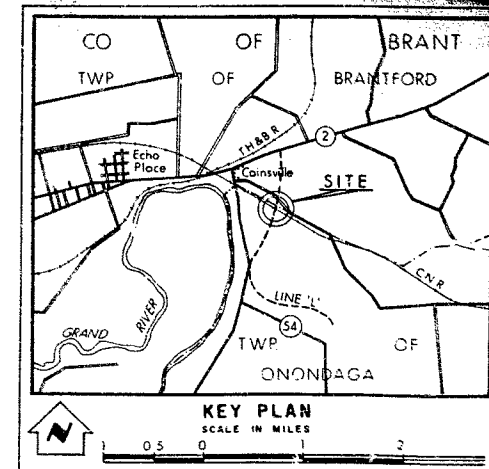 CO OF BRANT
TWP OF BRANTFORD
TH&BR
2
Echo
Place
Cainsville
SITE
CNR
LINE 'L'
GRAND RIVER
54
TWP. OF
ONONDAGA
KEY PLAN
SCALE IN MILES
N
1 0 5 0 1 2